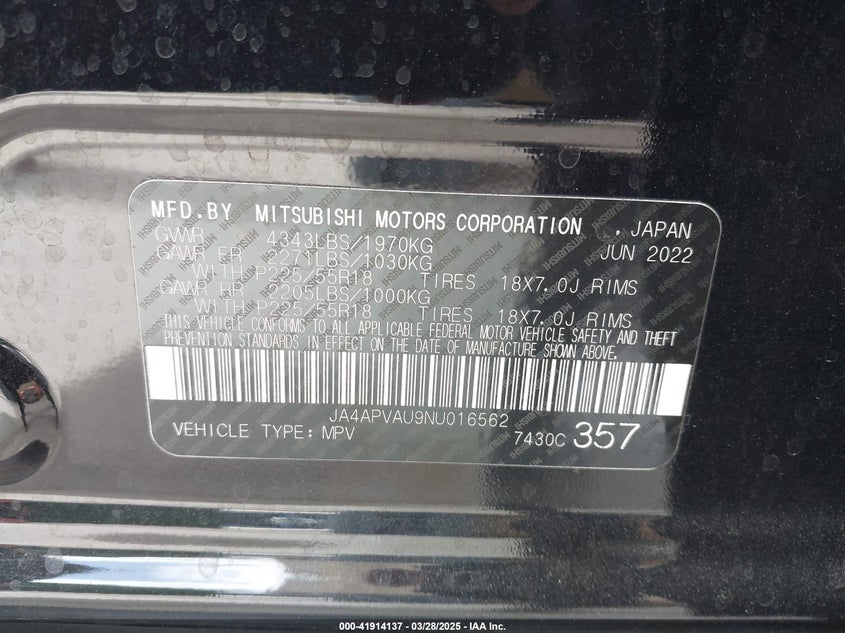 MFD.BY MITSUBISHI MOTORS CORPORATION , JAPAN
GVWR 4343LBS/1970KG JUN 2022
GAWR FR 2271LBS/1030KG
WITH P225/55R18 TIRES 18X7.0J RIMS
GAWR RR 2205LBS/1000KG
WITH P225/55R18 TIRES 18X7.0J RIMS
THIS VEHICLE CONFORMS TO ALL APPLICABLE FEDERAL MOTOR VEHICLE SAFETY AND THEFT
PREVENTION STANDARDS IN EFFECT ON THE DATE OF MANUFACTURE SHOWN ABOVE.
JA4APVAU9NU016562
VEHICLE TYPE: MPV 7430C 357
000-41914137 - 03/28/2025 - IAA Inc.